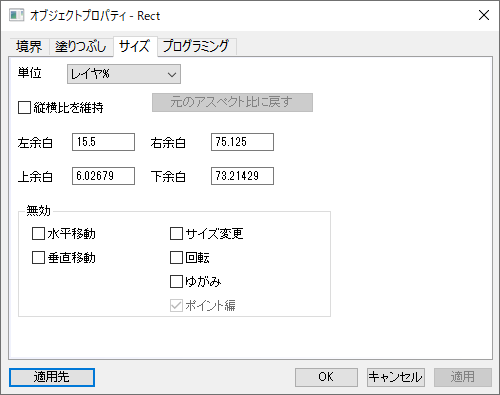 オブジェクトプロパティ - Rect
境界 塗りつぶし サイズ プログラミング
単位 レイヤ%
縦横比を維持 元のアスペクト比に戻す
左余白 15.5 右余白 75.125
上余白 6.02679 下余白 73.21429
無効
水平移動 サイズ変更
垂直移動 回転
ゆがみ
ポイント編
適用先 OK キャンセル 適用